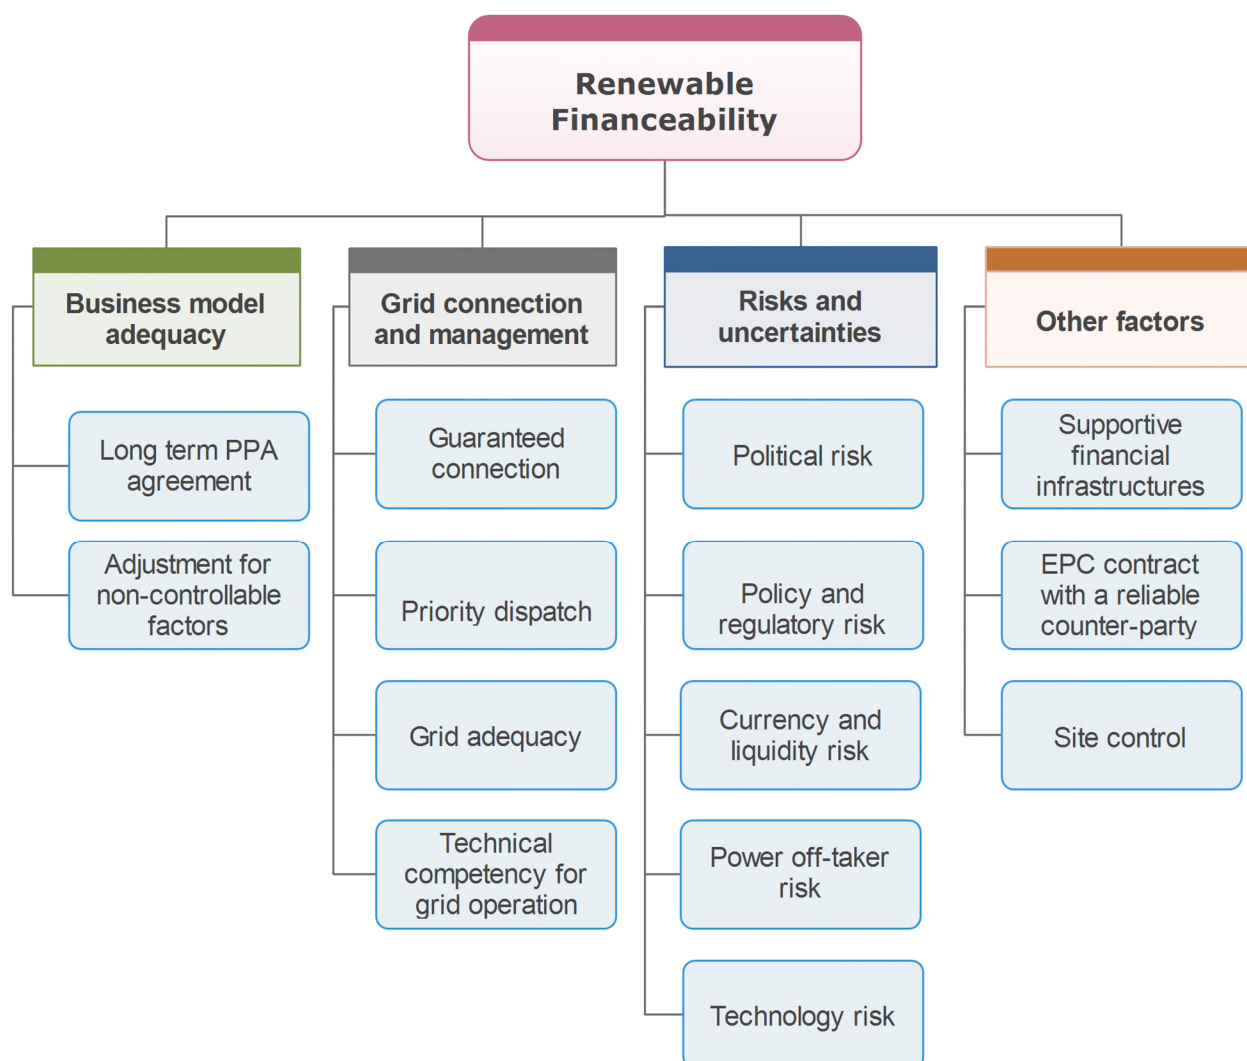 Renewable
Financeability
Business model
adequacy
Long term PPA
agreement
Adjustment for
non-controllable
factors
Grid connection
and management
Guaranteed
connection
Priority dispatch
Grid adequacy
Technical
competency for
grid operation
Risks and
uncertainties
Political risk
Policy and
regulatory risk
Currency and
liquidity risk
Power off-taker
risk
Technology risk
Other factors
Supportive
financial
infrastructures
EPC contract
with a reliable
counter-party
Site control